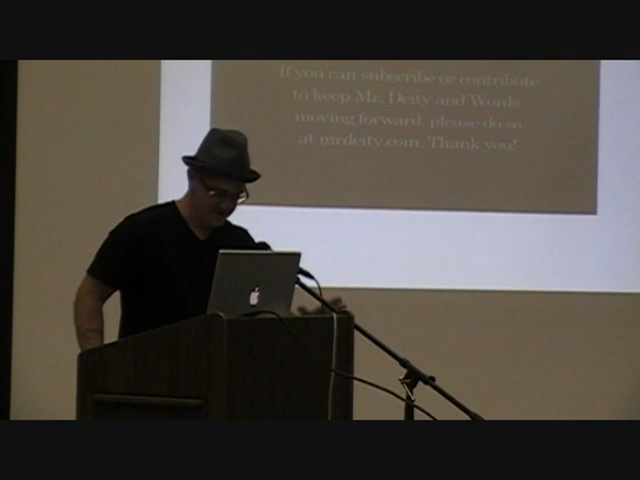 If you can subscribe or contribute
to keep Mr. Deity and Words
moving forward, please do so
at mrdeity.com. Thank you!